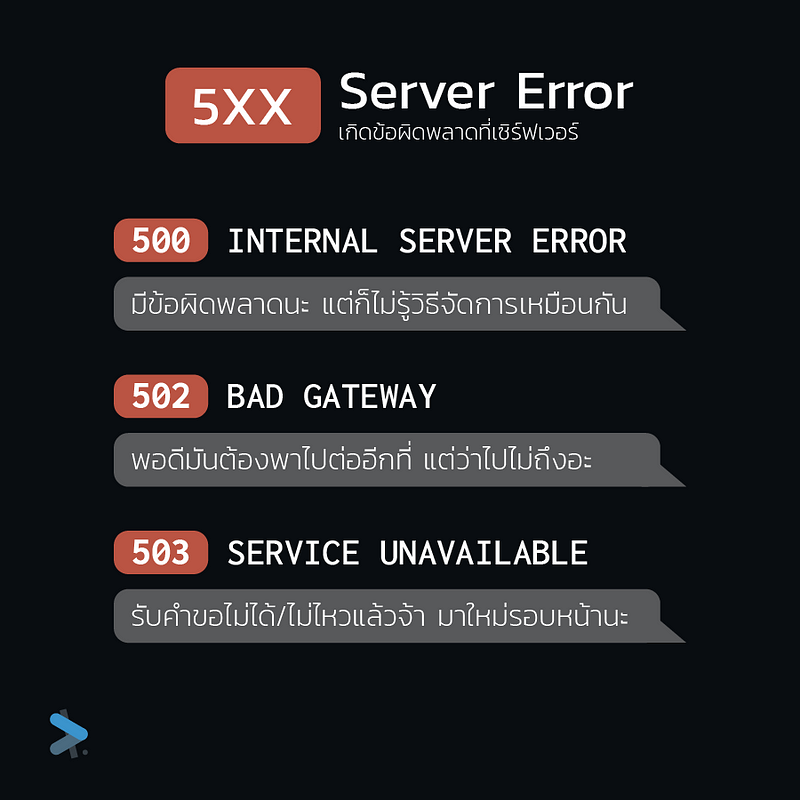 5XX
Server Error
เกิดข้อผิดพลาดที่เซิร์ฟเวอร์
500 INTERNAL SERVER ERROR
มีข้อผิดพลาดนะ แต่ก็ไม่รู้วิธีจัดการเหมือนกัน
502 BAD GATEWAY
พอดีมันต้องพาไปต่ออีกที่ แต่ว่าไปไม่ถึงอะ
503 SERVICE UNAVAILABLE
รับคำขอไม่ได้/ไม่ไหวแล้วจ้า มาใหม่รอบหน้านะ